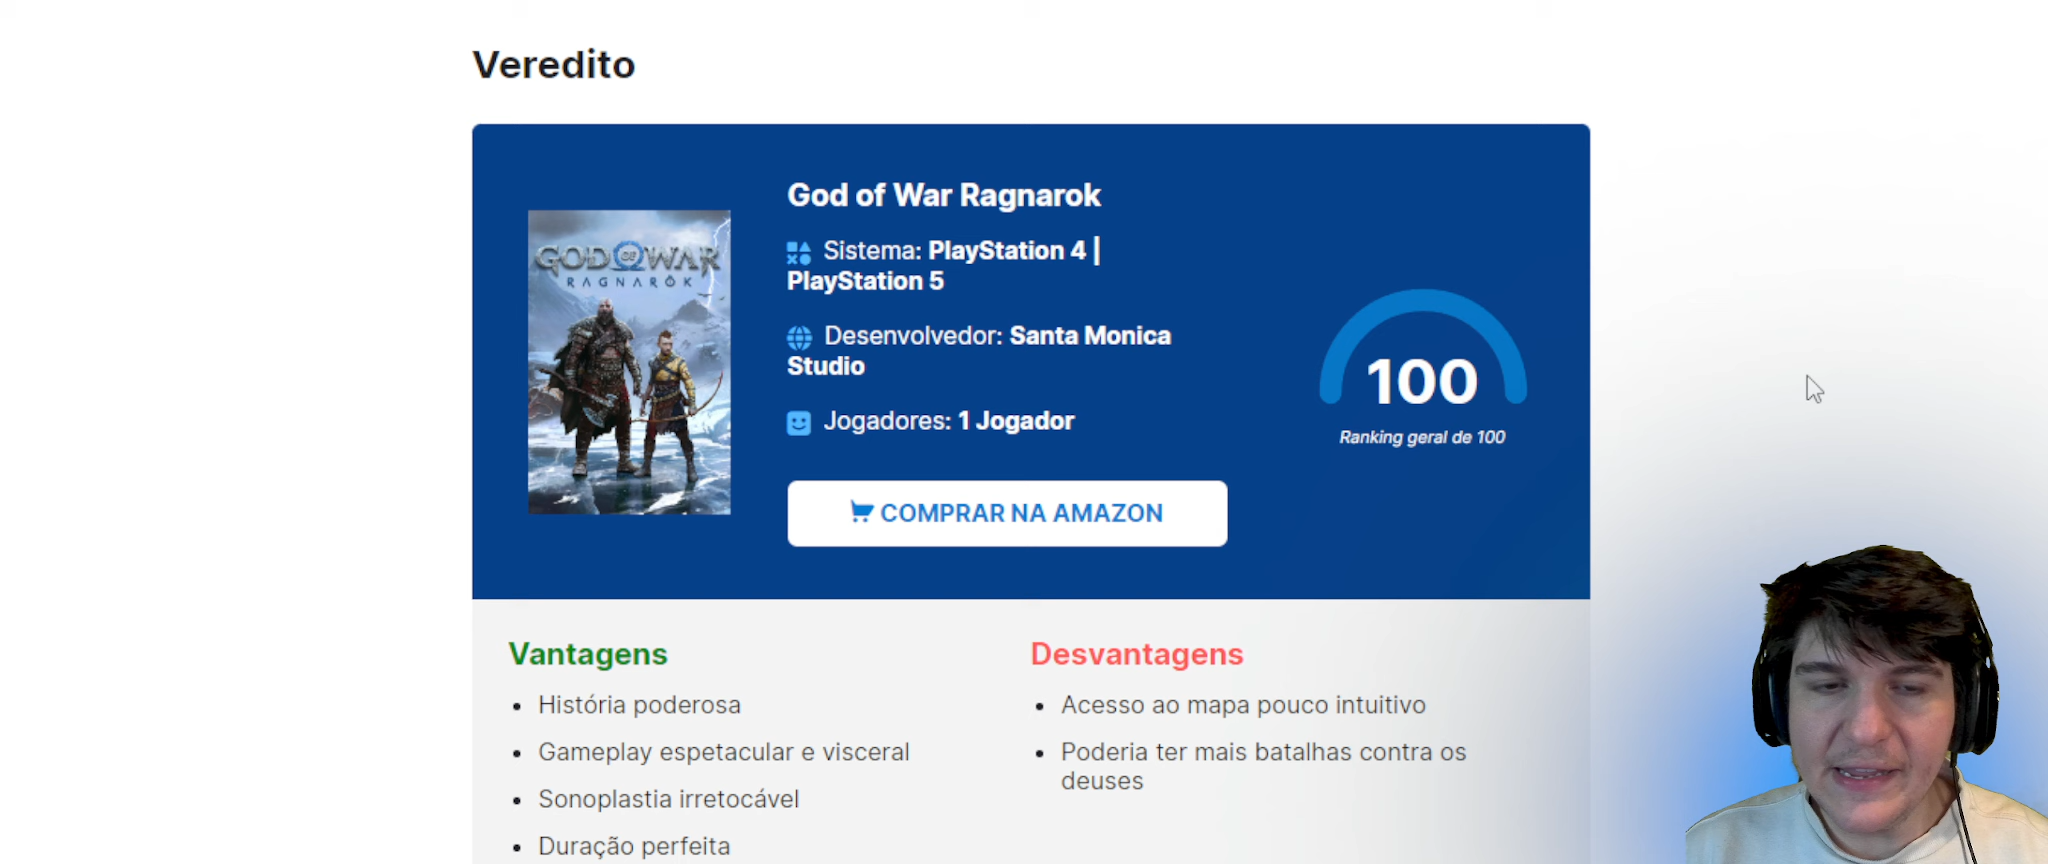 Veredito
God of War Ragnarok
GOD OF WAR
RAGNARÖK
Sistema: PlayStation 4 |
PlayStation 5
Desenvolvedor: Santa Monica
Studio
Jogadores: 1 Jogador
COMPRAR NA AMAZON
100
Ranking geral de 100
Vantagens
História poderosa
Gameplay espetacular e visceral
Sonoplastia irretocável
Duração perfeita
Desvantagens
Acesso ao mapa pouco intuitivo
Poderia ter mais batalhas contra os
deuses